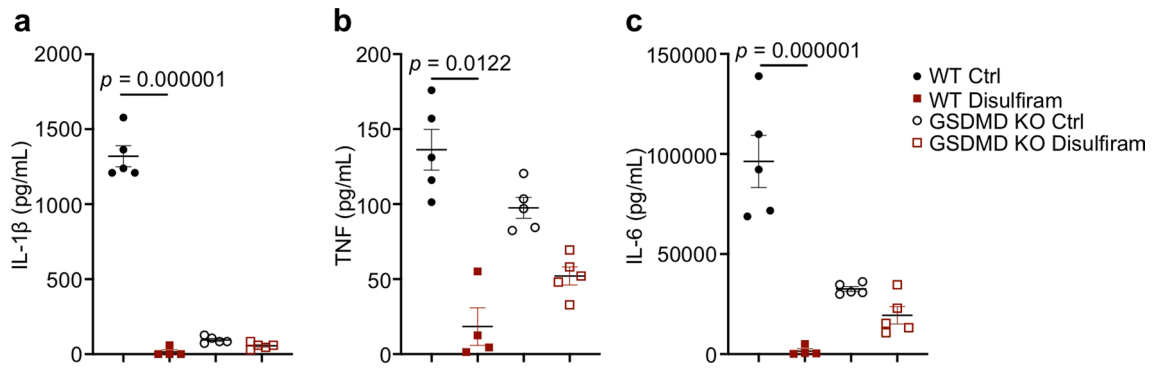 a
2000
1500
1000
500
0
IL-1β (pg/mL)
p = 0.000001
b
200
150
100
50
0
TNF (pg/mL)
p = 0.0122
c
150000
100000
50000
0
IL-6 (pg/mL)
p = 0.000001
WT Ctrl
WT Disulfiram
GSDMD KO Ctrl
GSDMD KO Disulfiram